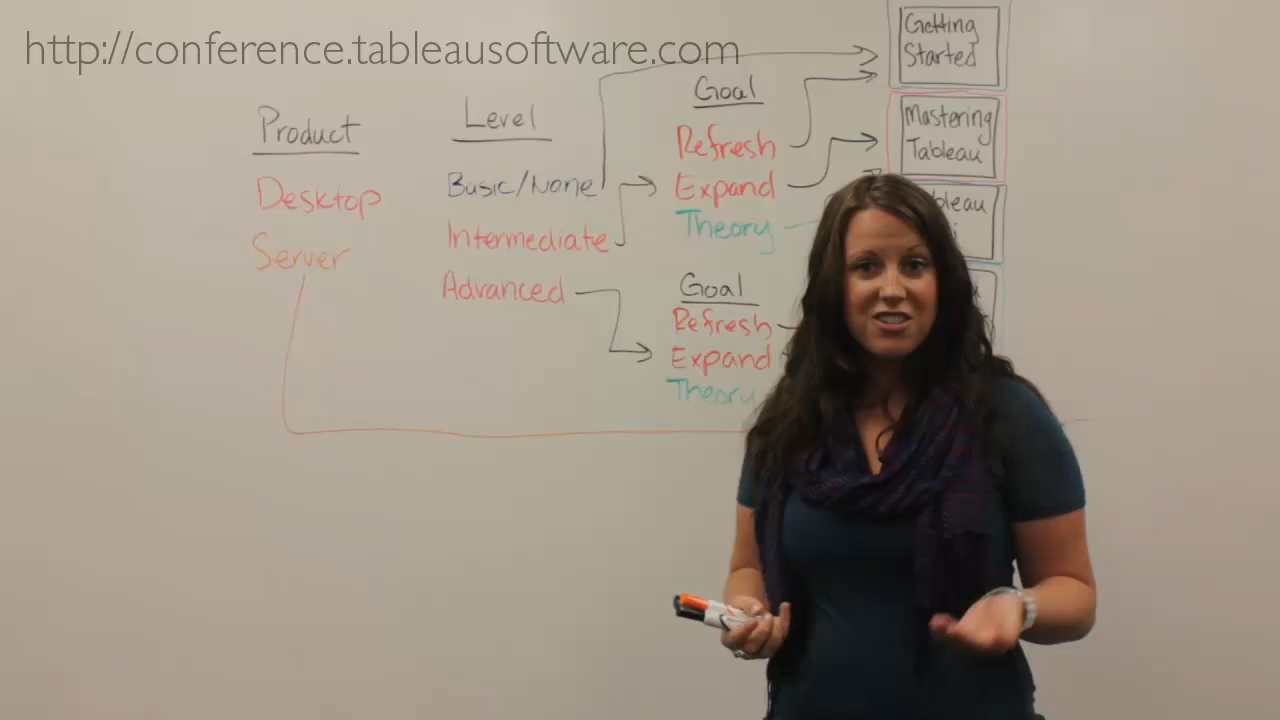 http://conference.tableausoftware.com
Getting
Started
Goal
Product
Level
Mastering
Tableau
Refresh
Desktop
Basic/None
Expand
Theory
Server
Intermediate
Advanced
Goal
Refresh
Expand
Theory